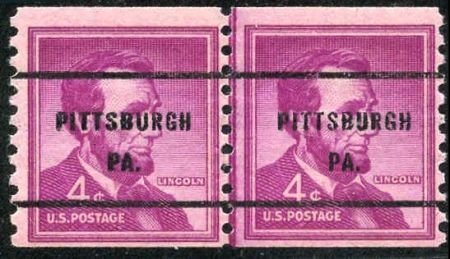 PITTSBURGH PITTSBURGH
PA. PA.
LINCOLN LINCOLN
4¢ 4¢
U.S. POSTAGE U.S. POSTAGE